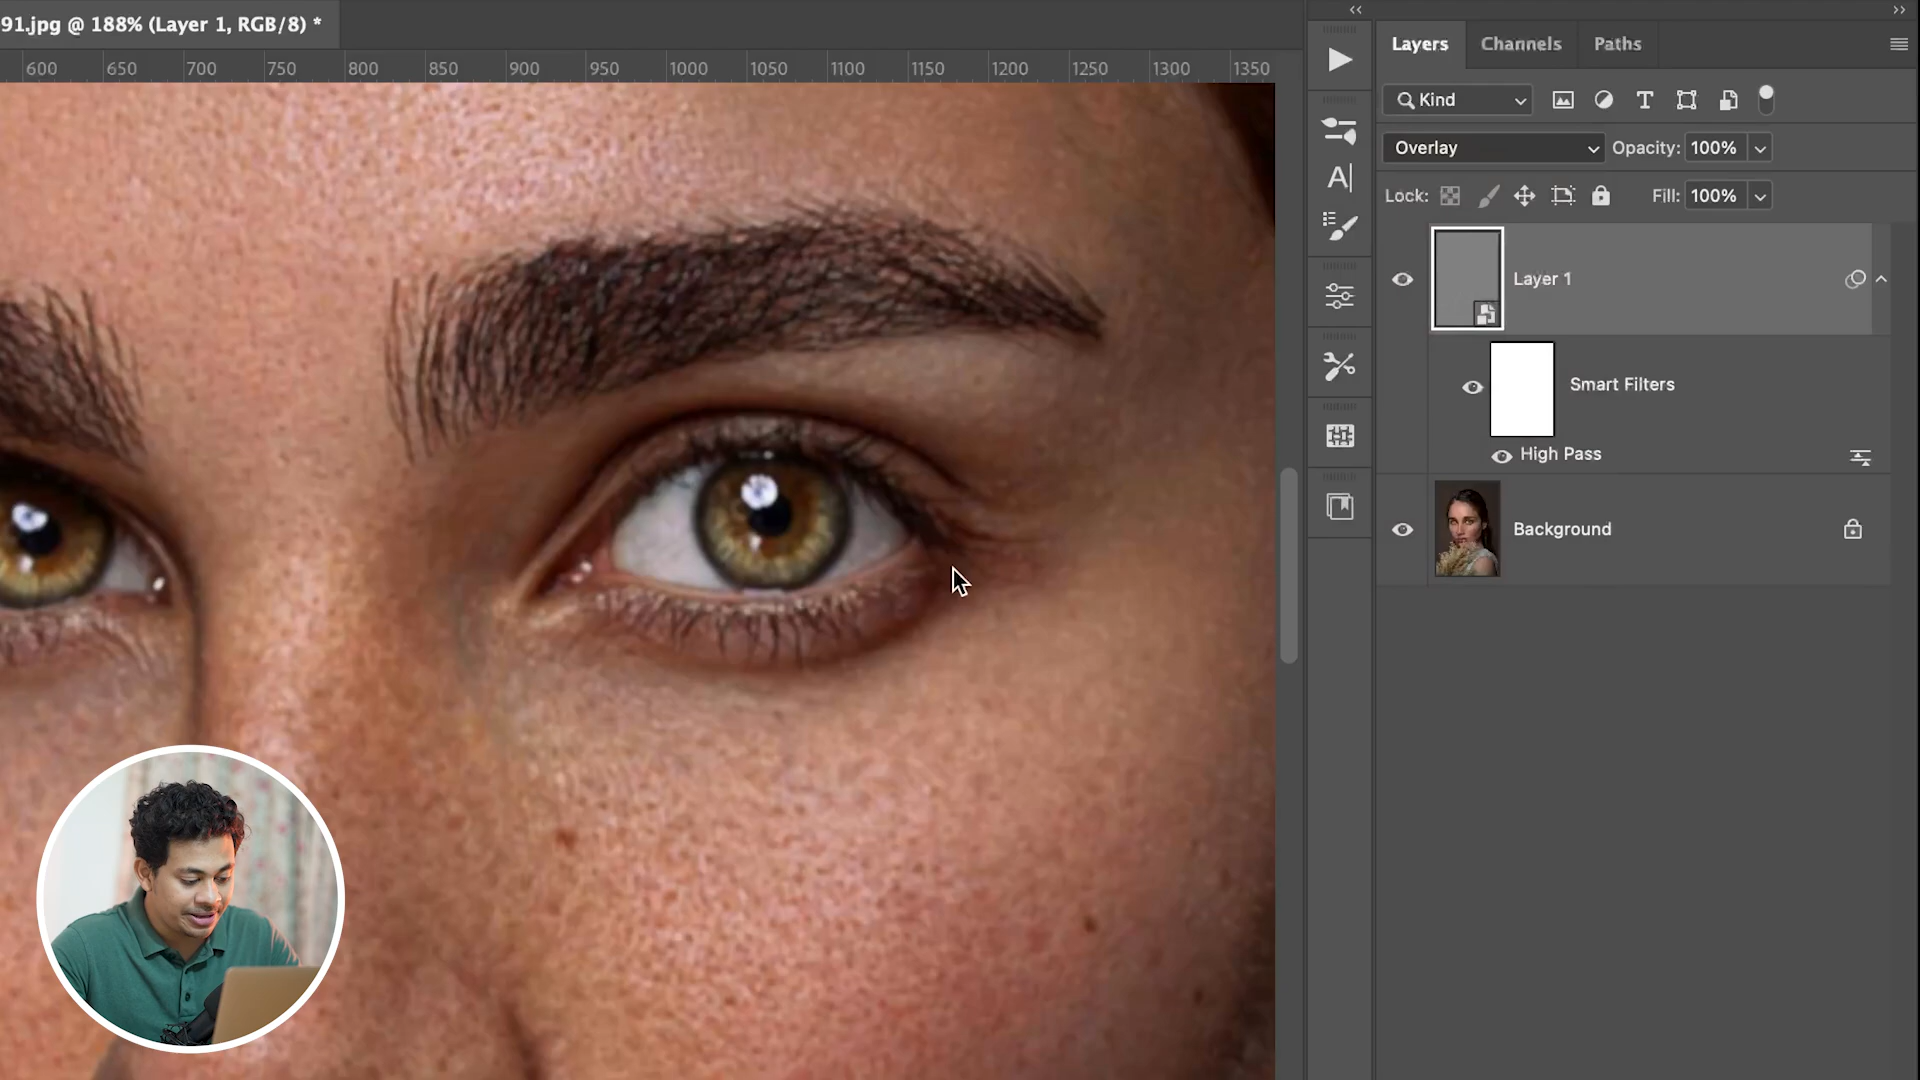 91.jpg @ 188% (Layer 1, RGB/8) *
600 650 700 750 800 850 900 950 1000 1050 1100 1150 1200 1250 1300 1350
Layers Channels Paths
Kind
Overlay Opacity: 100%
Lock: Fill: 100%
Layer 1
Smart Filters
High Pass
Background